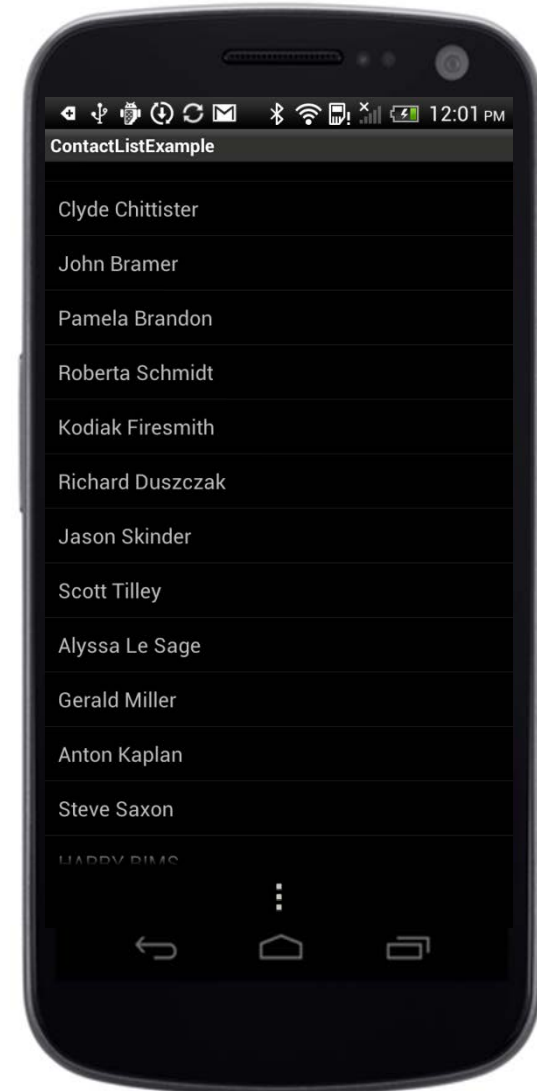 12:01 PM
ContactListExample
Clyde Chittister
John Bramer
Pamela Brandon
Roberta Schmidt
Kodiak Firesmith
Richard Duszczak
Jason Skinder
Scott Tilley
Alyssa Le Sage
Gerald Miller
Anton Kaplan
Steve Saxon